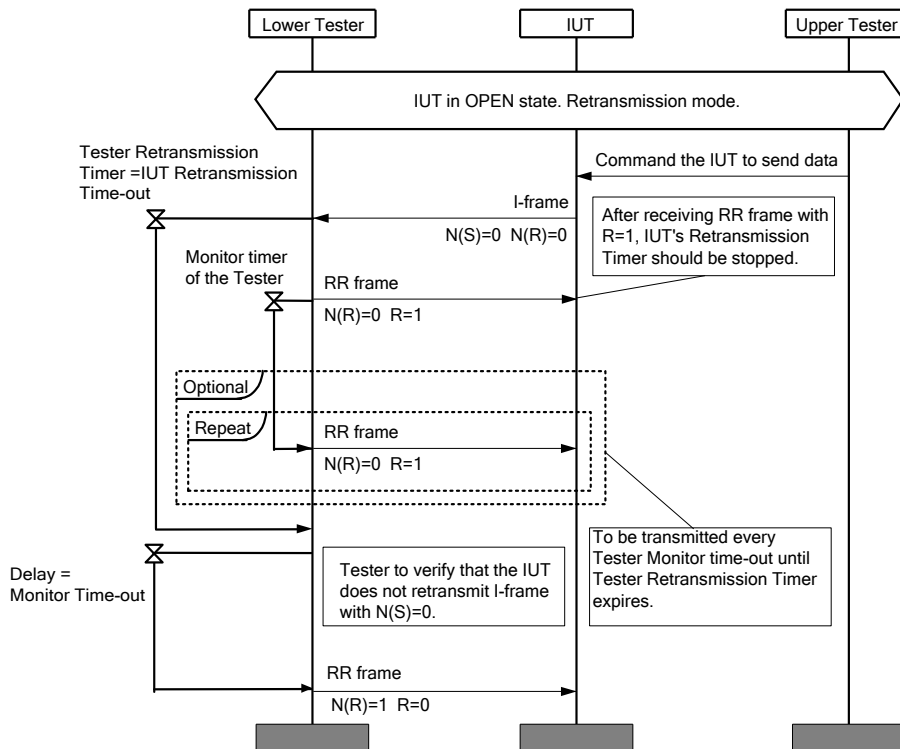 Lower Tester
IUT
Upper Tester
IUT in OPEN state. Retransmission mode.
Tester Retransmission
Timer =IUT Retransmission
Time-out
Command the IUT to send data
I-frame
N(S)=0 N(R)=0
After receiving RR frame with
R=1, IUT's Retransmission
Timer should be stopped.
Monitor timer
of the Tester
RR frame
N(R)=0 R=1
Optional
Repeat
RR frame
N(R)=0 R=1
To be transmitted every
Tester Monitor time-out until
Tester Retransmission Timer
expires.
Delay =
Monitor Time-out
Tester to verify that the IUT
does not retransmit I-frame
with N(S)=0.
RR frame
N(R)=1 R=0